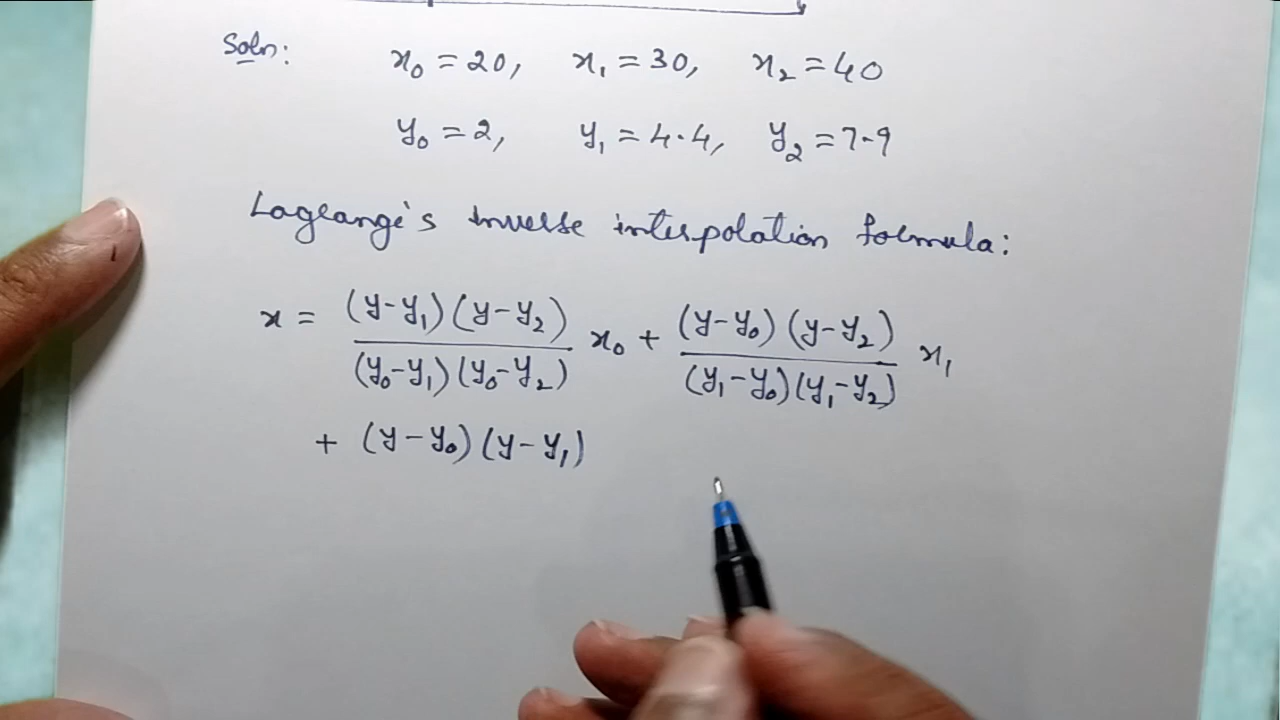 Soln: x₀ = 20, x₁ = 30, x₂ = 40
y₀ = 2, y₁ = 4.4, y₂ = 7.9
Lagrange's inverse interpolation formula:
x = (y-y₁)(y-y₂) / (y₀-y₁)(y₀-y₂) x₀ + (y-y₀)(y-y₂) / (y₁-y₀)(y₁-y₂) x₁
+ (y-y₀)(y-y₁)